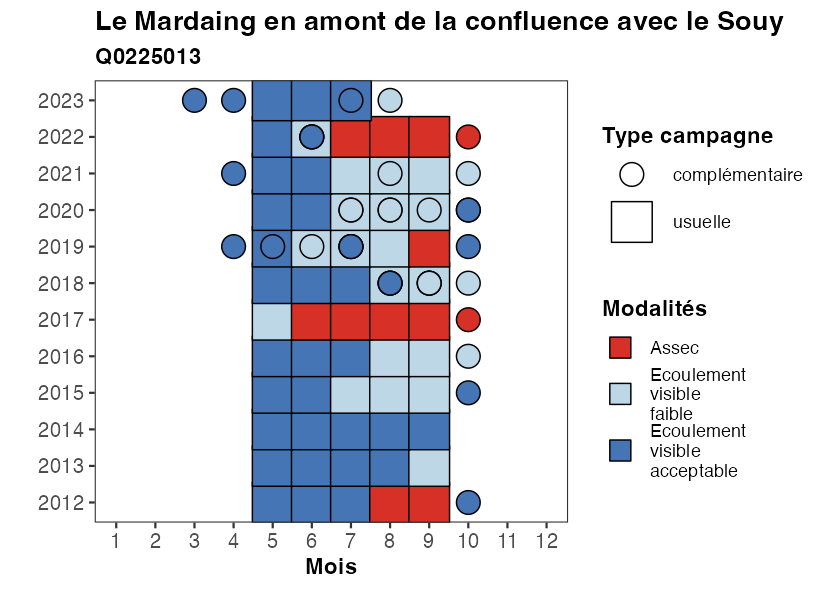 Le Mardaing en amont de la confluence avec le Souy
Q0225013
2023
2022
2021
2020
2019
2018
2017
2016
2015
2014
2013
2012
1 2 3 4 5 6 7 8 9 10 11 12
Mois
Type campagne
complémentaire
usuelle
Modalités
Assec
Ecoulement
visible
faible
Ecoulement
visible
acceptable